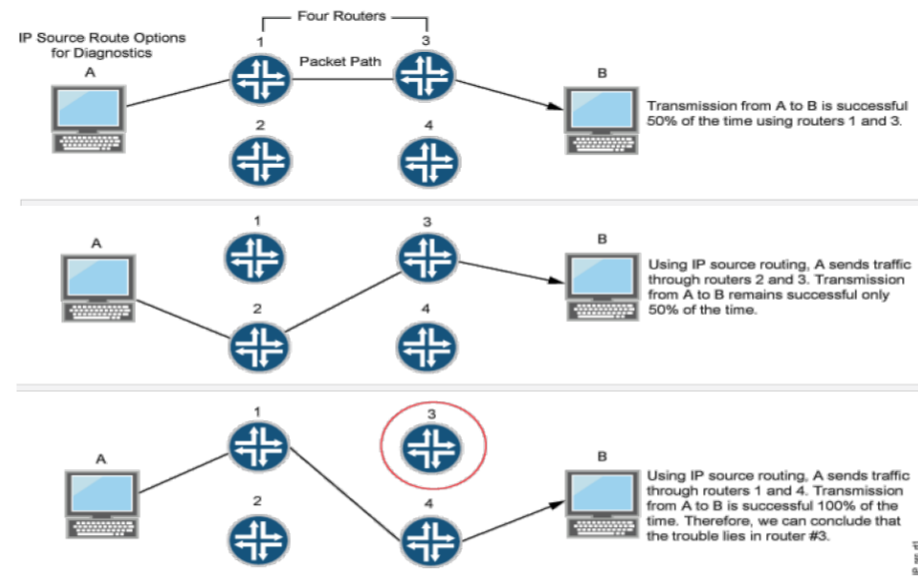 Four Routers
IP Source Route Options
for Diagnostics
1
3
A
Packet Path
B
Transmission from A to B is successful
50% of the time using routers 1 and 3.
2
4
1
3
A
B
Using IP source routing, A sends traffic
through routers 2 and 3. Transmission
from A to B remains successful only
50% of the time.
2
4
1
3
A
B
Using IP source routing, A sends traffic
through routers 1 and 4. Transmission
from A to B is successful 100% of the
time. Therefore, we can conclude that
the trouble lies in router #3.
2
4